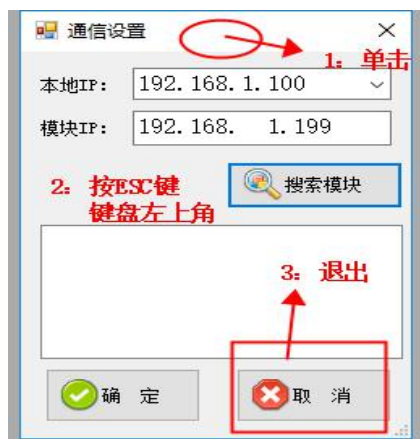 通信设置
1: 单击
本地IP: 192.168.1.100
模块IP: 192.168. 1.199
2: 按ESC键
键盘左上角
搜索模块
3: 退出
确 定
取 消